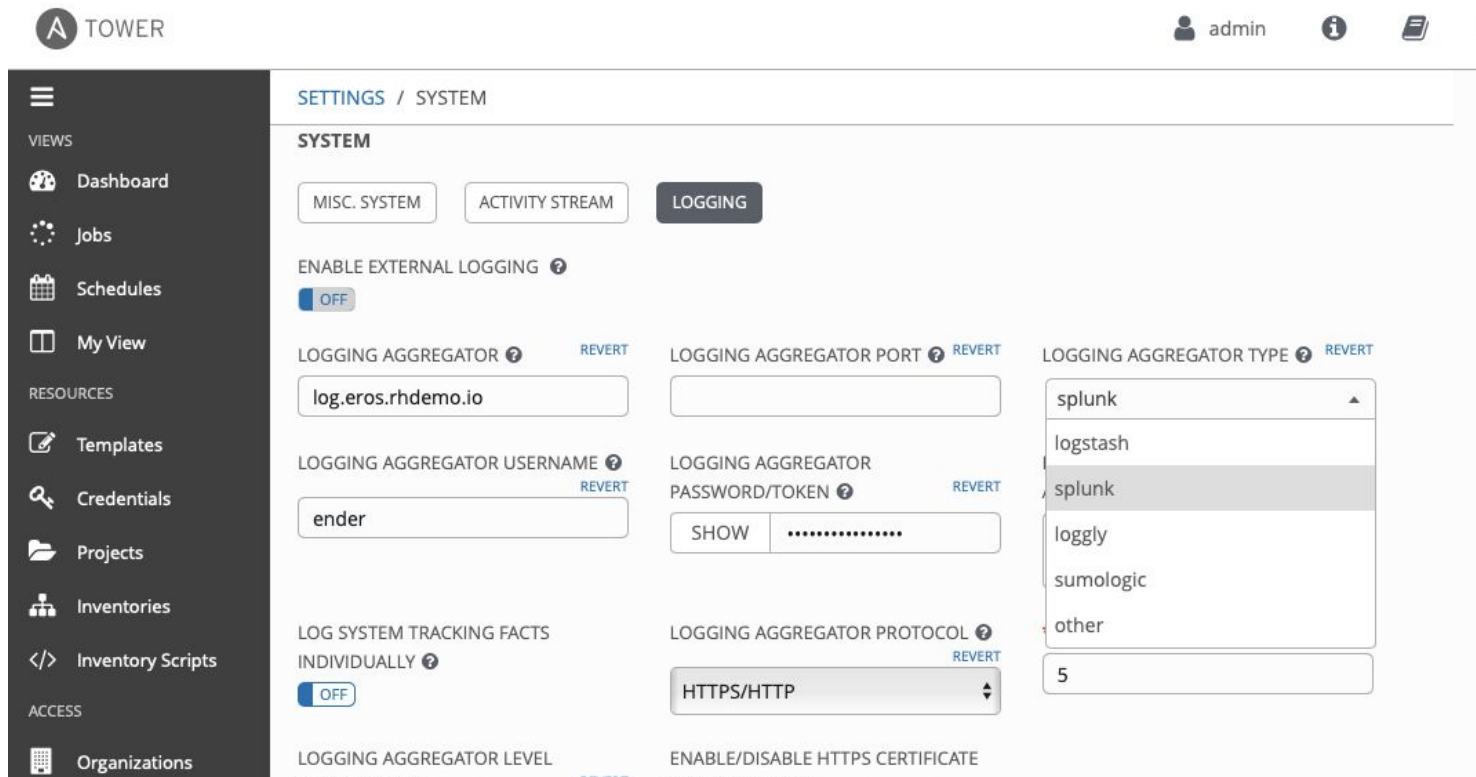 A TOWER
admin
SETTINGS / SYSTEM
VIEWS
Dashboard
Jobs
Schedules
My View
RESOURCES
Templates
Credentials
Projects
Inventories
</> Inventory Scripts
ACCESS
Organizations
SYSTEM
MISC. SYSTEM
ACTIVITY STREAM
LOGGING
ENABLE EXTERNAL LOGGING ?
OFF
LOGGING AGGREGATOR ? REVERT
log.eros.rhdemo.io
LOGGING AGGREGATOR PORT ? REVERT
LOGGING AGGREGATOR TYPE ? REVERT
splunk
logstash
splunk
loggly
sumologic
other
LOGGING AGGREGATOR USERNAME ?
REVERT
ender
LOGGING AGGREGATOR
PASSWORD/TOKEN ? REVERT
SHOW ••••••••••••••••
LOG SYSTEM TRACKING FACTS
INDIVIDUALLY ?
OFF
LOGGING AGGREGATOR PROTOCOL ?
REVERT
HTTPS/HTTP
5
LOGGING AGGREGATOR LEVEL
ENABLE/DISABLE HTTPS CERTIFICATE